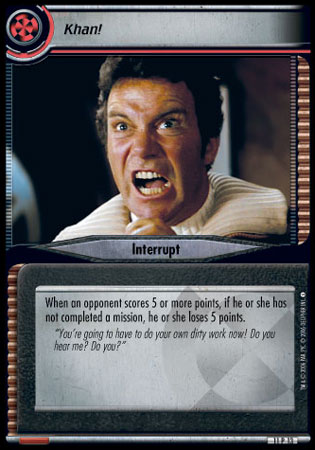 Khan!
Interrupt
When an opponent scores 5 or more points, if he or she has
not completed a mission, he or she loses 5 points.
"You're going to have to do your own dirty work now! Do you
hear me? Do you?"
11 P 15